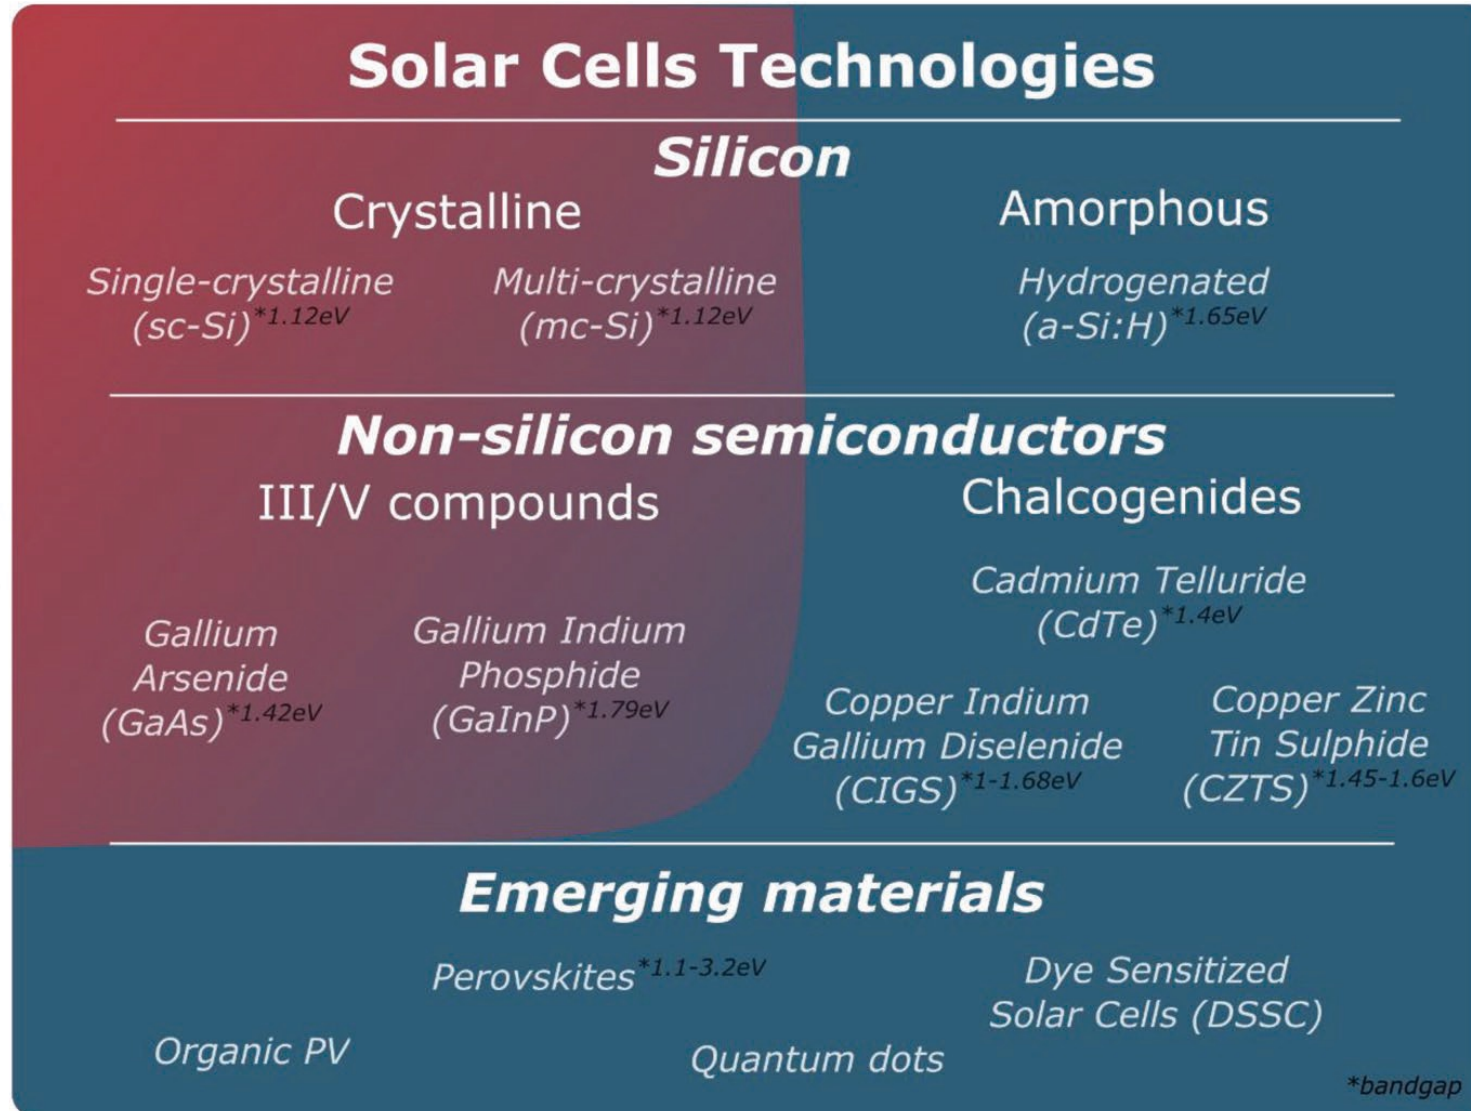 Solar Cells Technologies
Silicon
Crystalline
Single-crystalline
(sc-Si)*1.12eV
Multi-crystalline
(mc-Si)*1.12eV
Amorphous
Hydrogenated
(a-Si:H)*1.65eV
Non-silicon semiconductors
III/V compounds
Gallium
Arsenide
(GaAs)*1.42eV
Gallium Indium
Phosphide
(GaInP)*1.79eV
Chalcogenides
Cadmium Telluride
(CdTe)*1.4eV
Copper Indium
Gallium Diselenide
(CIGS)*1-1.68eV
Copper Zinc
Tin Sulphide
(CZTS)*1.45-1.6eV
Emerging materials
Perovskites*1.1-3.2eV
Dye Sensitized
Solar Cells (DSSC)
Organic PV
Quantum dots
*bandgap